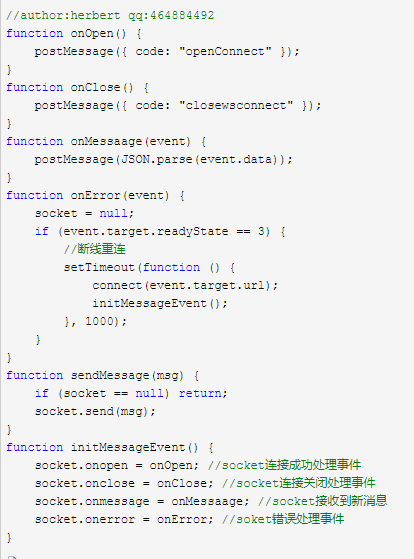 //author:herbert qq:464884492
function onOpen() {
    postMessage({ code: "openConnect" });
}
function onClose() {
    postMessage({ code: "closewsconnect" });
}
function onMessaage(event) {
    postMessage(JSON.parse(event.data));
}
function onError(event) {
    socket = null;
    if (event.target.readyState == 3) {
        //断线重连
        setTimeout(function () {
            connect(event.target.url);
            initMessageEvent();
        }, 1000);
    }
}
function sendMessage(msg) {
    if (socket == null) return;
    socket.send(msg);
}
function initMessageEvent() {
    socket.onopen = onOpen; //socket连接成功处理事件
    socket.onclose = onClose; //socket连接关闭处理事件
    socket.onmessage = onMessaage; //socket接收到新消息
    socket.onerror = onError; //soket错误处理事件
}